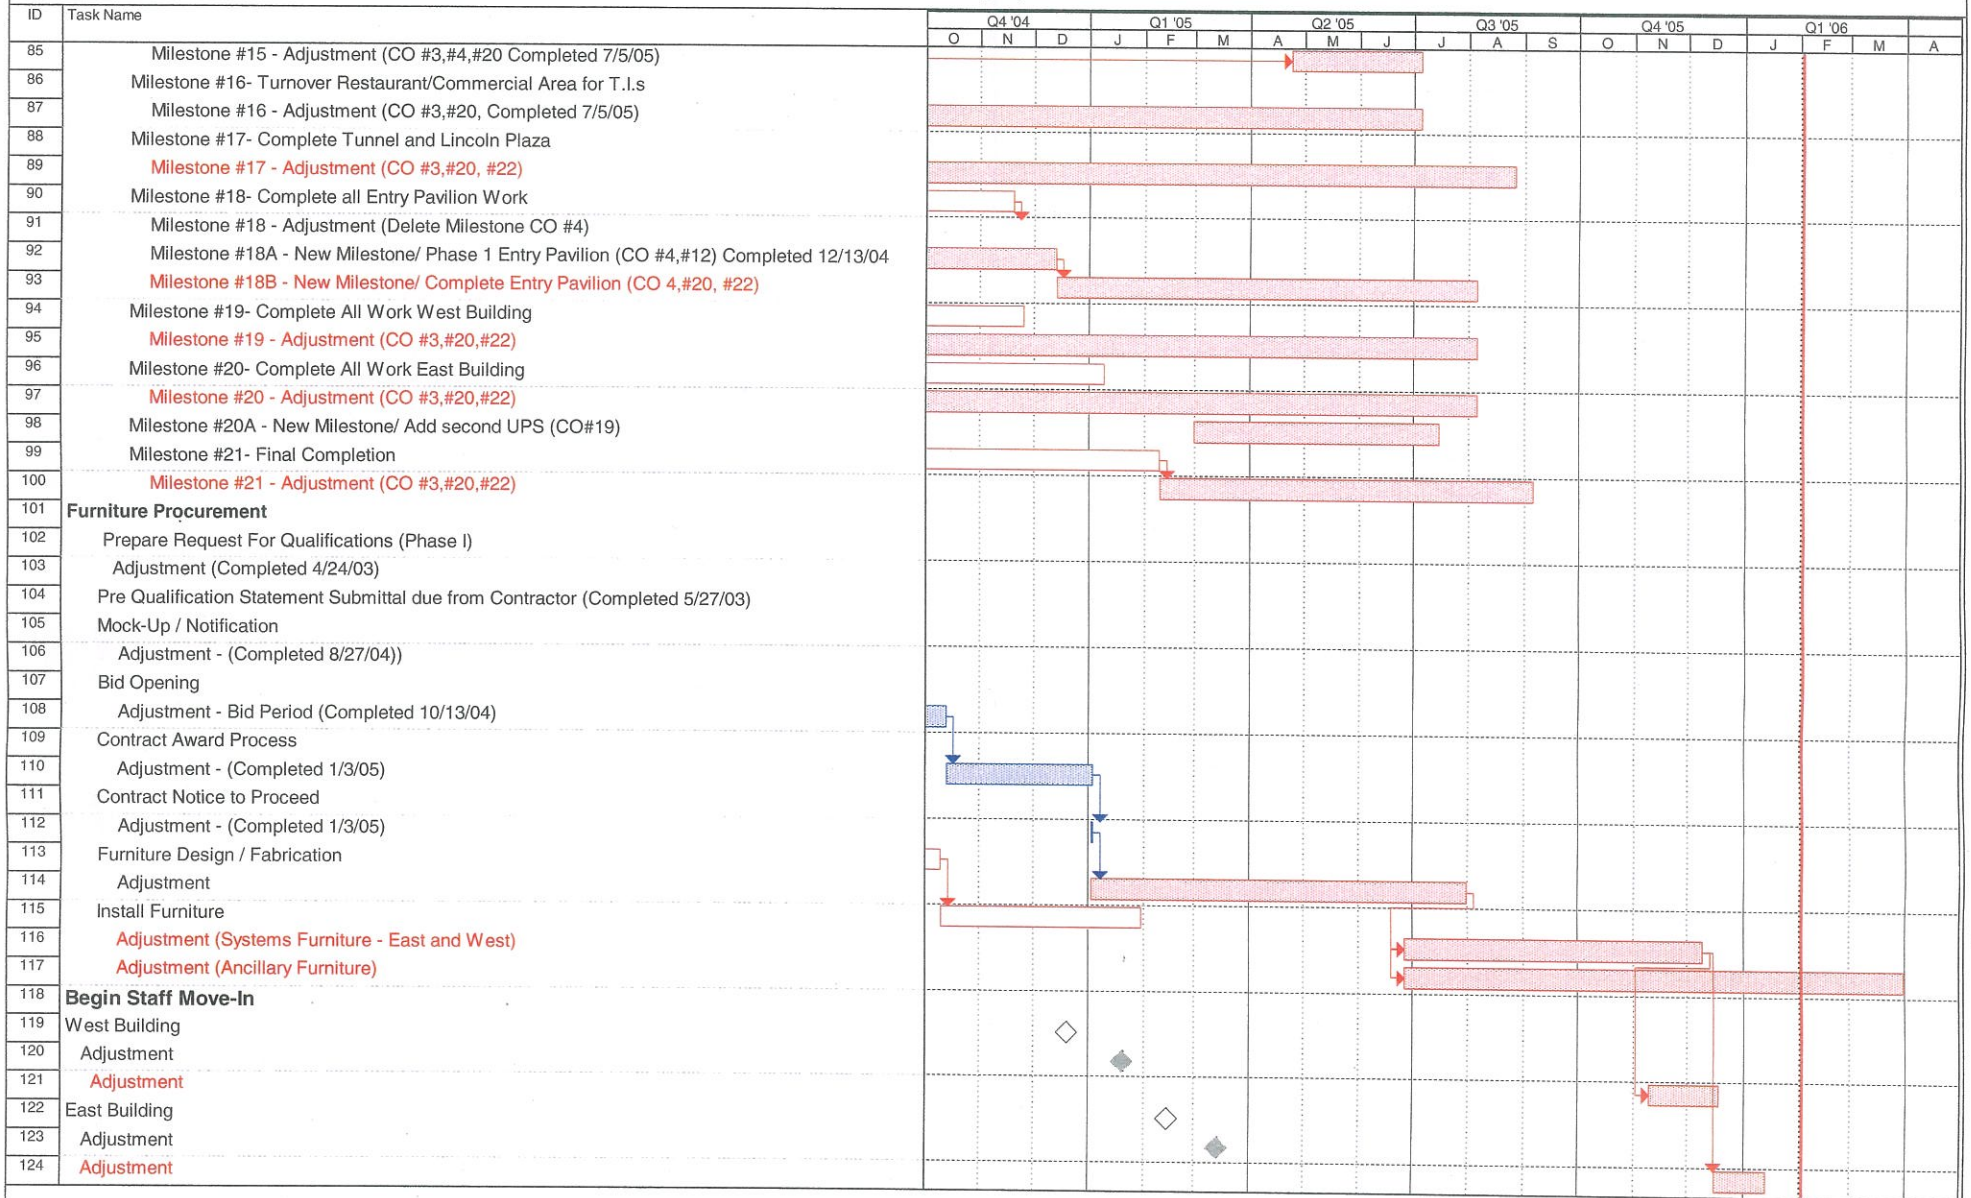 ID Task Name Q4 '04 Q1 '05 Q2 '05 Q3 '05 Q4 '05 Q1 '06
O N D J F M A M J J A S O N D J F M A
85 Milestone #15 - Adjustment (CO #3,#4,#20 Completed 7/5/05)
86 Milestone #16- Turnover Restaurant/Commercial Area for T.I.s
87 Milestone #16 - Adjustment (CO #3,#20, Completed 7/5/05)
88 Milestone #17- Complete Tunnel and Lincoln Plaza
89 Milestone #17 - Adjustment (CO #3,#20, #22)
90 Milestone #18- Complete all Entry Pavilion Work
91 Milestone #18 - Adjustment (Delete Milestone CO #4)
92 Milestone #18A - New Milestone/ Phase 1 Entry Pavilion (CO #4,#12) Completed 12/13/04
93 Milestone #18B - New Milestone/ Complete Entry Pavilion (CO 4,#20, #22)
94 Milestone #19- Complete All Work West Building
95 Milestone #19 - Adjustment (CO #3,#20,#22)
96 Milestone #20- Complete All Work East Building
97 Milestone #20 - Adjustment (CO #3,#20,#22)
98 Milestone #20A - New Milestone/ Add second UPS (CO#19)
99 Milestone #21- Final Completion
100 Milestone #21 - Adjustment (CO #3,#20,#22)
101 Furniture Procurement
102 Prepare Request For Qualifications (Phase I)
103 Adjustment (Completed 4/24/03)
104 Pre Qualification Statement Submittal due from Contractor (Completed 5/27/03)
105 Mock-Up / Notification
106 Adjustment - (Completed 8/27/04))
107 Bid Opening
108 Adjustment - Bid Period (Completed 10/13/04)
109 Contract Award Process
110 Adjustment - (Completed 1/3/05)
111 Contract Notice to Proceed
112 Adjustment - (Completed 1/3/05)
113 Furniture Design / Fabrication
114 Adjustment
115 Install Furniture
116 Adjustment (Systems Furniture - East and West)
117 Adjustment (Ancillary Furniture)
118 Begin Staff Move-In
119 West Building
120 Adjustment
121 Adjustment
122 East Building
123 Adjustment
124 Adjustment